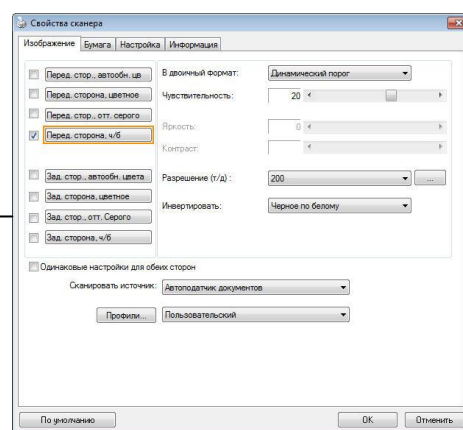 Свойства сканера
Изображение Бумага Настройка Информация
Перед. стор., автообн. цв
Перед. сторона, цветное
Перед. стор., отт. серого
Перед. сторона, ч/б
Зад. стор., автообн. цвета
Зад. сторона, цветное
Зад. стор., отт. Серого
Зад. сторона, ч/б
В двоичный формат: Динамический порог
Чувствительность: 20
Яркость: 0
Контраст:
Разрешение (т/д) : 200 ...
Инвертировать: Черное по белому
Одинаковые настройки для обеих сторон
Сканировать источник: Автоподатчик документов
Профили... Пользовательский
По умолчанию OK Отменить